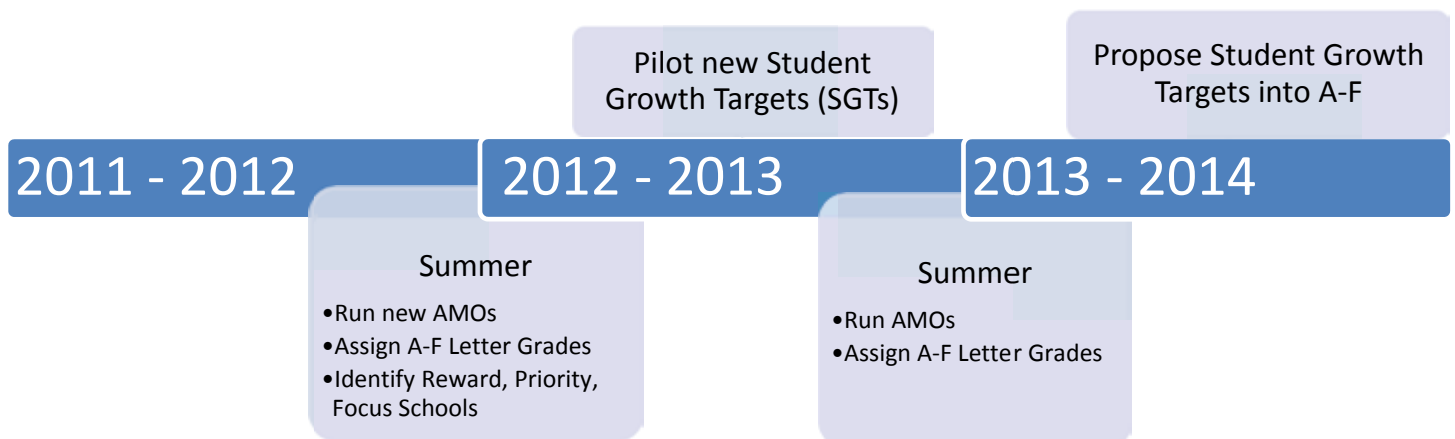 Pilot new Student
Growth Targets (SGTs)
Propose Student Growth
Targets into A-F
2011 - 2012
2012 - 2013
2013 - 2014
Summer
•Run new AMOs
•Assign A-F Letter Grades
•Identify Reward, Priority,
Focus Schools
Summer
•Run AMOs
•Assign A-F Letter Grades